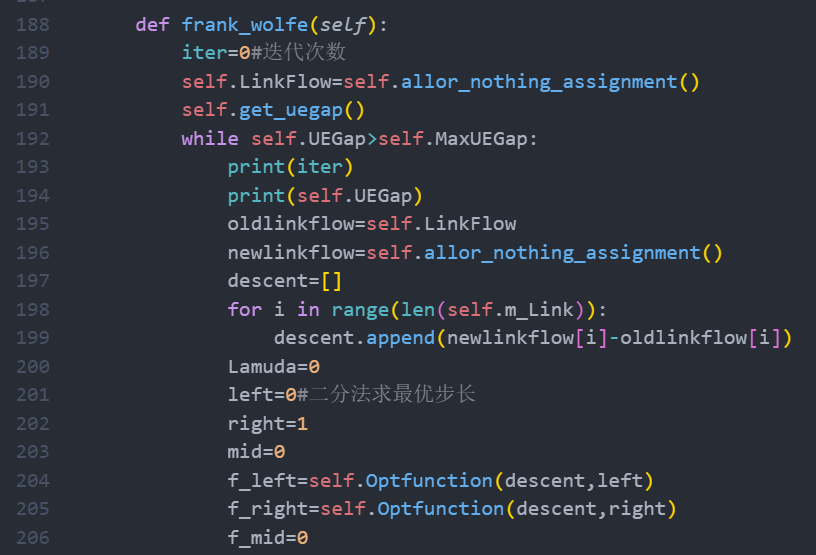 188 def frank_wolfe(self):
189 iter=0#迭代次数
190 self.LinkFlow=self.allor_nothing_assignment()
191 self.get_uegap()
192 while self.UEGap>self.MaxUEGap:
193 print(iter)
194 print(self.UEGap)
195 oldlinkflow=self.LinkFlow
196 newlinkflow=self.allor_nothing_assignment()
197 descent=[]
198 for i in range(len(self.m_Link)):
199 descent.append(newlinkflow[i]-oldlinkflow[i])
200 Lamuda=0
201 left=0#二分法求最优步长
202 right=1
203 mid=0
204 f_left=self.Optfunction(descent,left)
205 f_right=self.Optfunction(descent,right)
206 f_mid=0